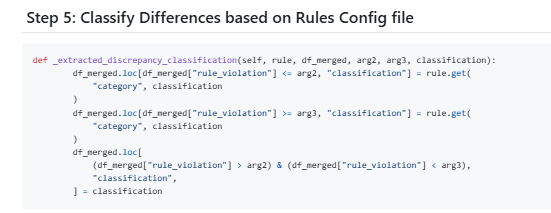 Step 5: Classify Differences based on Rules Config file
def _extracted_discrepancy_classification(self, rule, df_merged, arg2, arg3, classification):
        df_merged.loc[df_merged["rule_violation"] <= arg2, "classification"] = rule.get(
            "category", classification
        )
        df_merged.loc[df_merged["rule_violation"] >= arg3, "classification"] = rule.get(
            "category", classification
        )
        df_merged.loc[
            (df_merged["rule_violation"] > arg2) & (df_merged["rule_violation"] < arg3),
            "classification",
        ] = classification